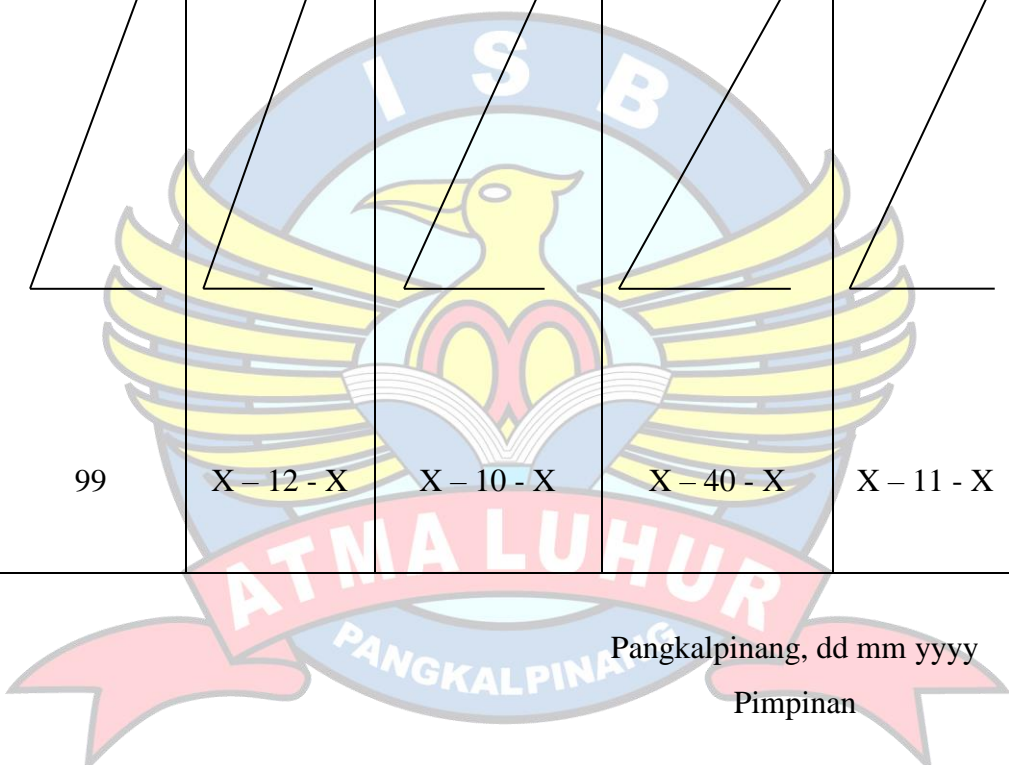 I S B
99 X – 12 - X X – 10 - X X – 40 - X X – 11 - X
ATMA LUHUR
PANGKALPINANG
Pangkalpinang, dd mm yyyy
Pimpinan